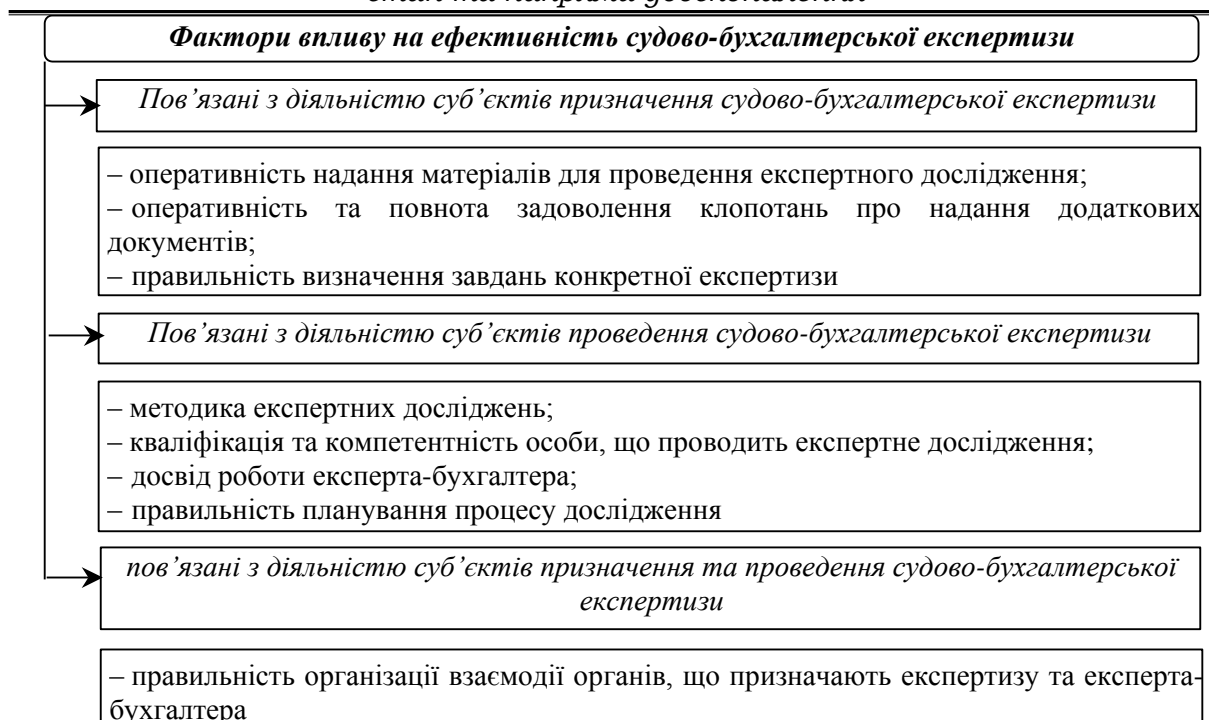 стан та напрями удосконалення
Фактори впливу на ефективність судово-бухгалтерської експертизи
Пов’язані з діяльністю суб’єктів призначення судово-бухгалтерської експертизи
– оперативність надання матеріалів для проведення експертного дослідження;
– оперативність та повнота задоволення клопотань про надання додаткових
документів;
– правильність визначення завдань конкретної експертизи
Пов’язані з діяльністю суб’єктів проведення судово-бухгалтерської експертизи
– методика експертних досліджень;
– кваліфікація та компетентність особи, що проводить експертне дослідження;
– досвід роботи експерта-бухгалтера;
– правильність планування процесу дослідження
пов’язані з діяльністю суб’єктів призначення та проведення судово-бухгалтерської
експертизи
– правильність організації взаємодії органів, що призначають експертизу та експерта-
бухгалтера